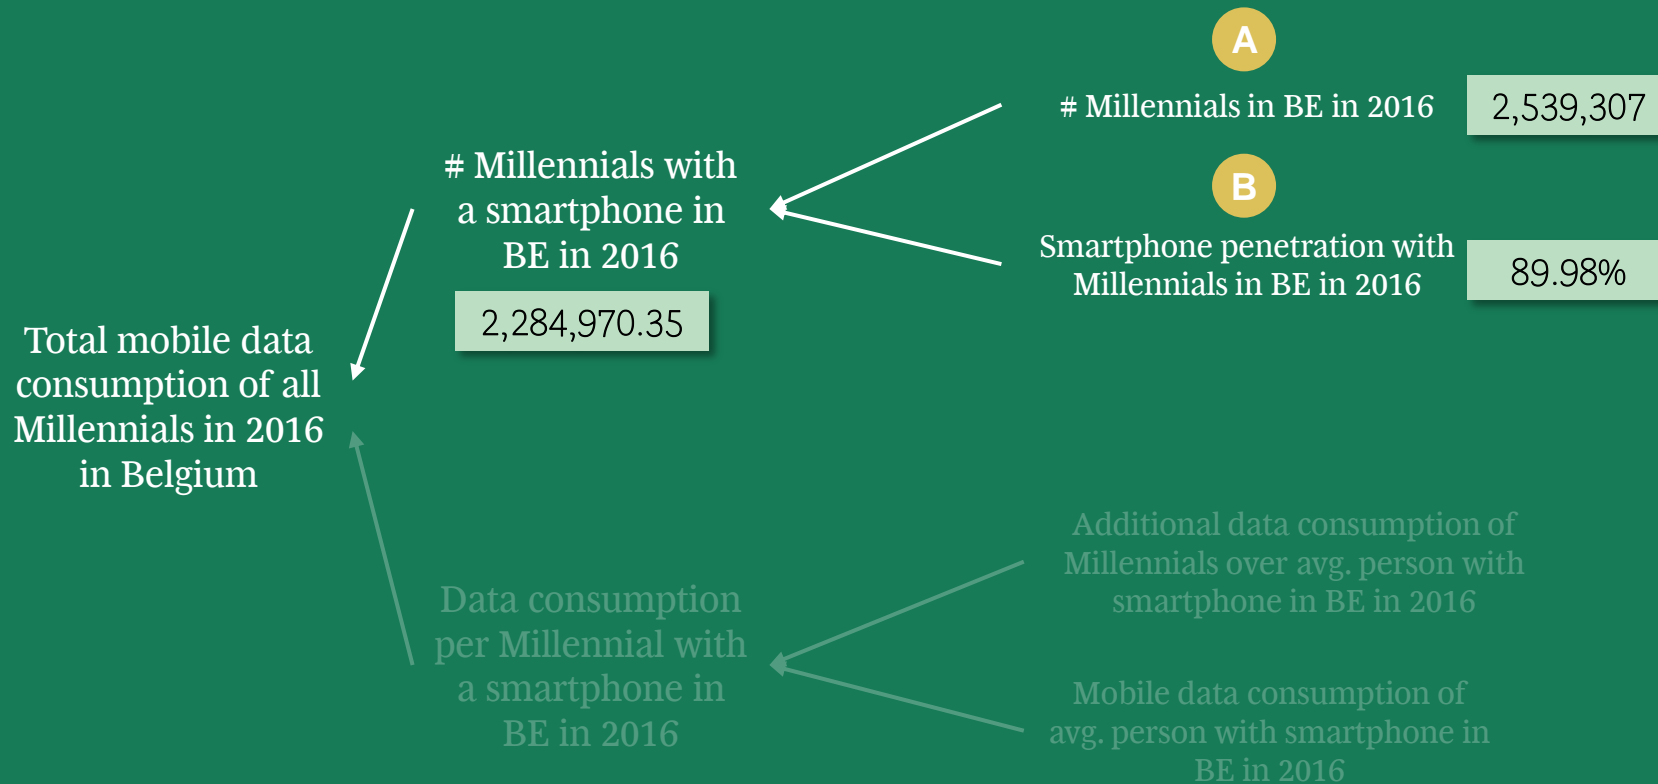 A
# Millennials in BE in 2016
2,539,307
B
Smartphone penetration with
Millennials in BE in 2016
89.98%
# Millennials with
a smartphone in
BE in 2016
2,284,970.35
Total mobile data
consumption of all
Millennials in 2016
in Belgium
Data consumption
per Millennial with
a smartphone in
BE in 2016
Additional data consumption of
Millennials over avg. person with
smartphone in BE in 2016
Mobile data consumption of
avg. person with smartphone in
BE in 2016